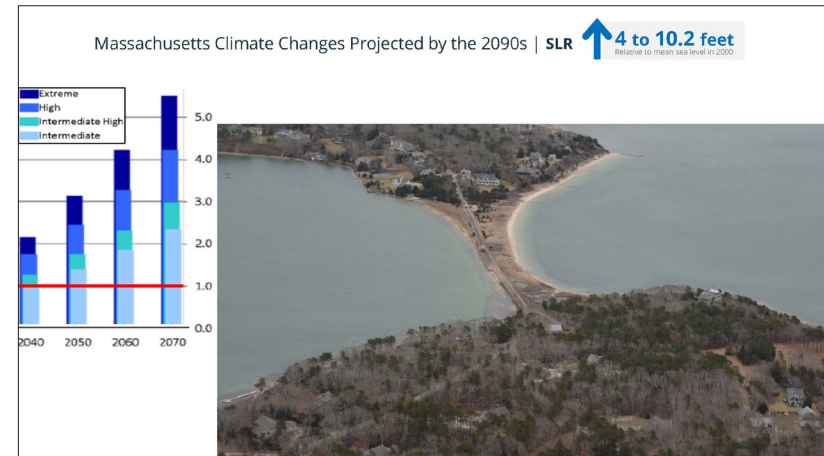 Massachusetts Climate Changes Projected by the 2090s | SLR
4 to 10.2 feet
Relative to mean sea level in 2000
Extreme
High
Intermediate High
Intermediate
5.0
4.0
3.0
2.0
1.0
0.0
2040 2050 2060 2070